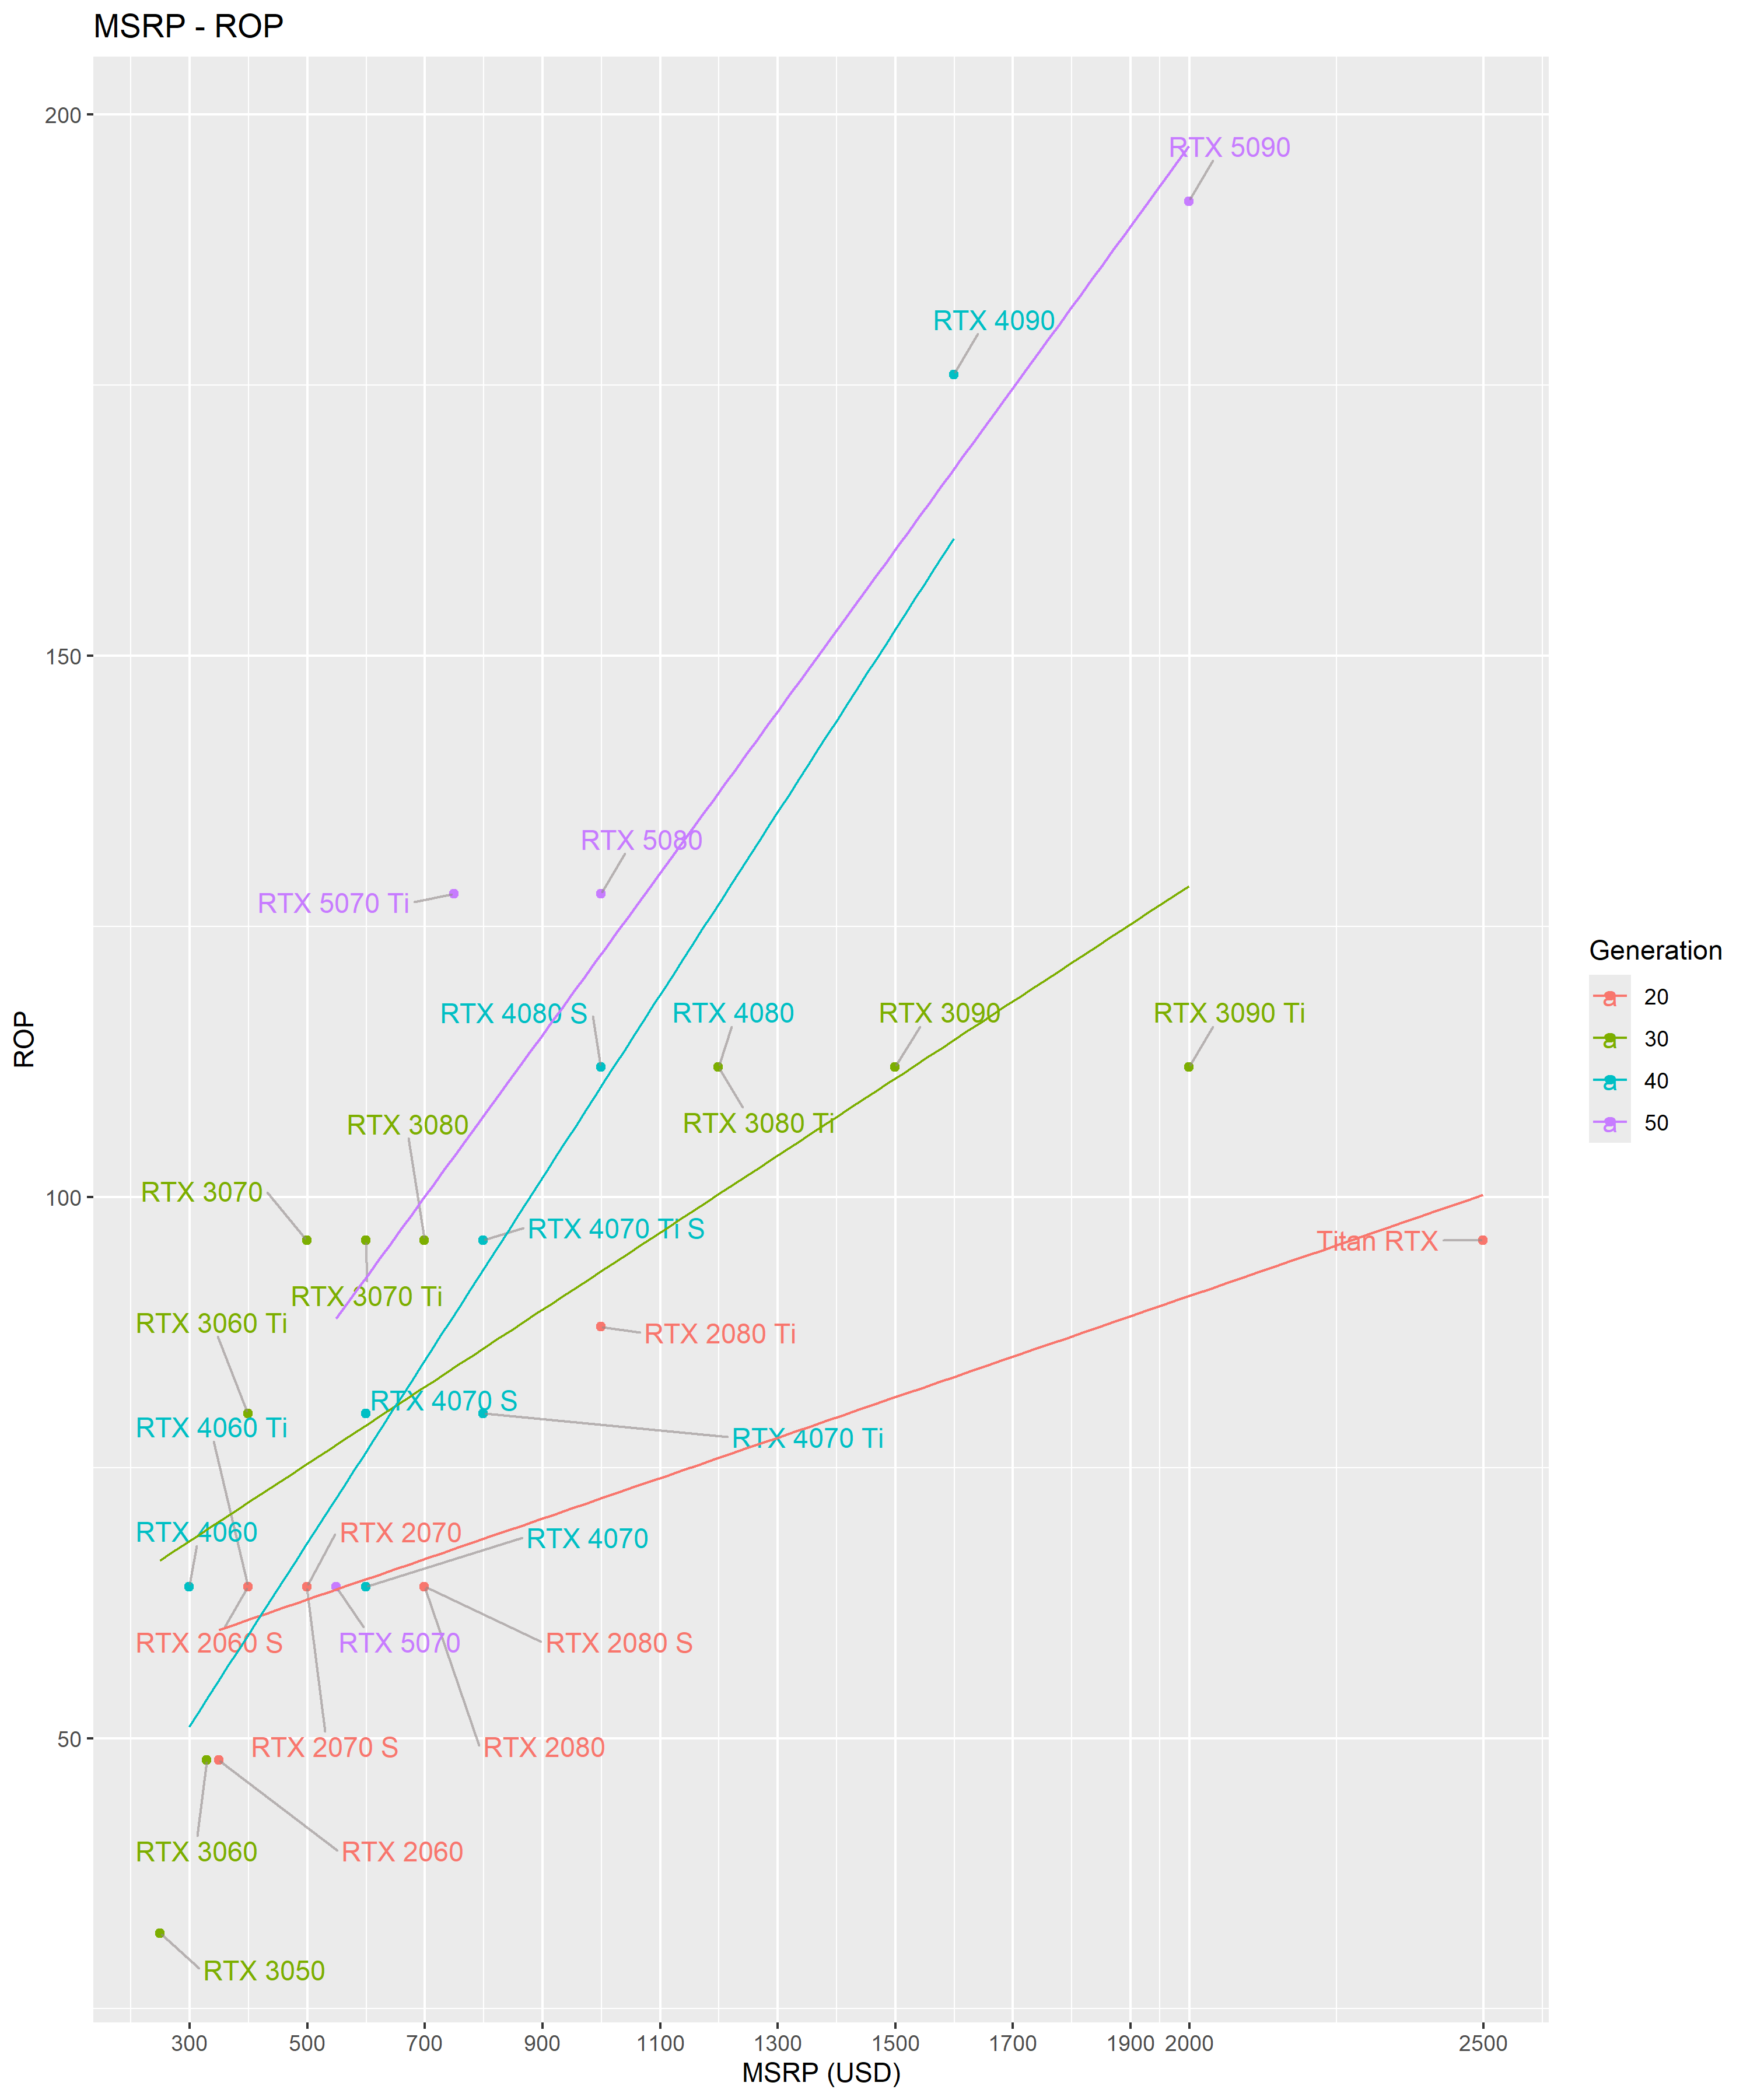 MSRP - ROP
200
RTX 5090
RTX 4090
150
RTX 5080
RTX 5070 Ti
RTX 4080 S
RTX 4080
RTX 3090
RTX 3090 Ti
RTX 3080
RTX 3080 Ti
RTX 3070
100
RTX 4070 Ti S
Titan RTX
RTX 3070 Ti
RTX 3060 Ti
RTX 2080 Ti
RTX 4070 S
RTX 4060 Ti
RTX 4070 Ti
RTX 4060
RTX 2070
RTX 4070
RTX 2060 S
RTX 5070
RTX 2080 S
50
RTX 2070 S
RTX 2080
RTX 3060
RTX 2060
RTX 3050
ROP
300 500 700 900 1100 1300 1500 1700 1900 2000 2500
MSRP (USD)
Generation
a 20
a 30
a 40
a 50